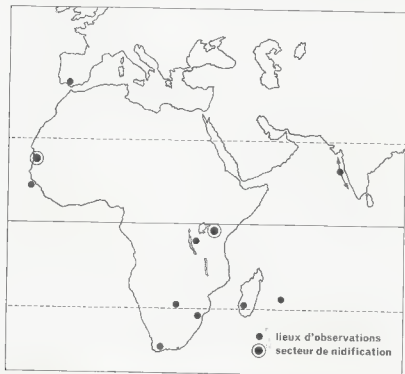 lieux d'observations
secteur de nidification